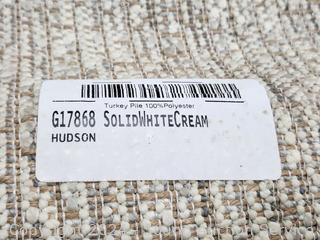 Turkey Pile 100%Polyester
G17868 SolidWhiteCream
HUDSON